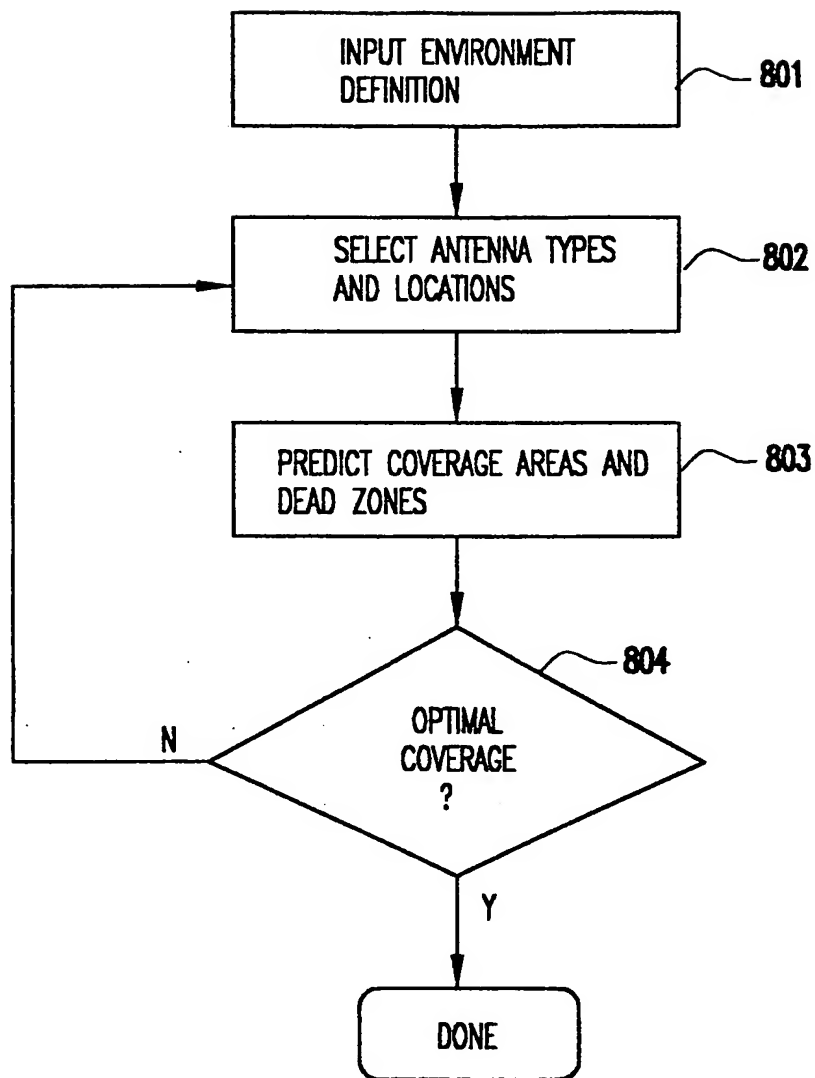 INPUT ENVIRONMENT
DEFINITION
801
SELECT ANTENNA TYPES
AND LOCATIONS
802
PREDICT COVERAGE AREAS AND
DEAD ZONES
803
804
OPTIMAL
COVERAGE
?
N
Y
DONE